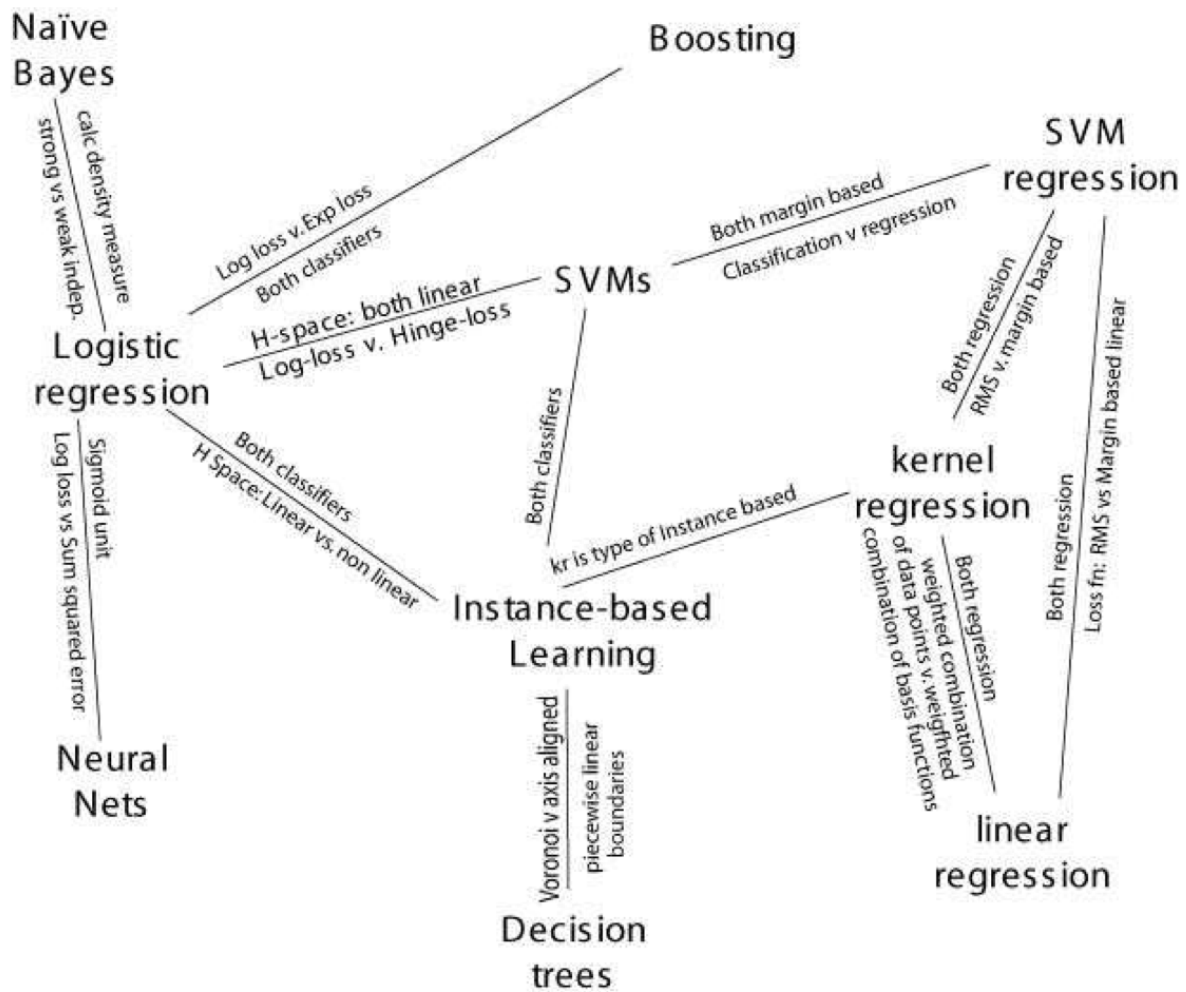 Naïve
Bayes
Boosting
SVM
regression
calc density measure
strong vs weak indep.
Log loss v. Exp loss
Both classifiers
Both margin based
Classification v regression
SVMs
H-space: both linear
Log-loss v. Hinge-loss
Logistic
regression
Both regression
RMS v. margin based
Both regression
Loss fn: RMS vs Margin based linear
Both classifiers
H Space: Linear vs. non linear
Both classifiers
Sigmoid unit
Log loss vs Sum squared error
kernel
regression
kr is type of Instance based
Instance-based
Learning
Both regression
weighted combination
of data points v. weigfhted
combination of basis functions
Voronoi v axis aligned
piecewise linear
boundaries
Neural
Nets
linear
regression
Decision
trees